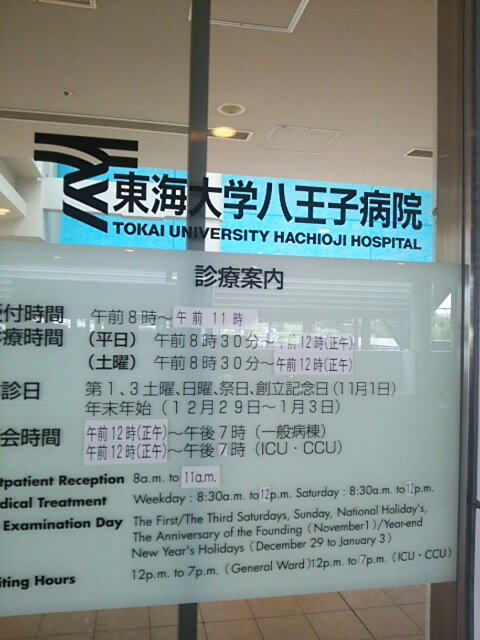 東海大学八王子病院
TOKAI UNIVERSITY HACHIOJI HOSPITAL
診療案内
付時間 午前8時～午前11時
療時間 (平日) 午前8時30分～午前12時(正午)
(土曜) 午前8時30分～午前12時(正午)
診日 第1、3土曜、日曜、祭日、創立記念日(11月1日)
年末年始(12月29日～1月3日)
会時間 午前12時(正午)～午後7時(一般病棟)
午前12時(正午)～午後7時(ICU・CCU)
tpatient Reception 8a.m. to 11a.m.
dical Treatment Weekday : 8:30a.m. to 12p.m. Saturday : 8:30a.m. to 12p.m.
Examination Day The First/The Third Saturdays, Sunday, National Holiday's,
The Anniversary of the Founding (November1)/Year-end
New Year's Holidays (December 29 to January 3)
iting Hours 12p.m. to 7p.m. (General Ward) 12p.m. to 7p.m. (ICU・CCU)